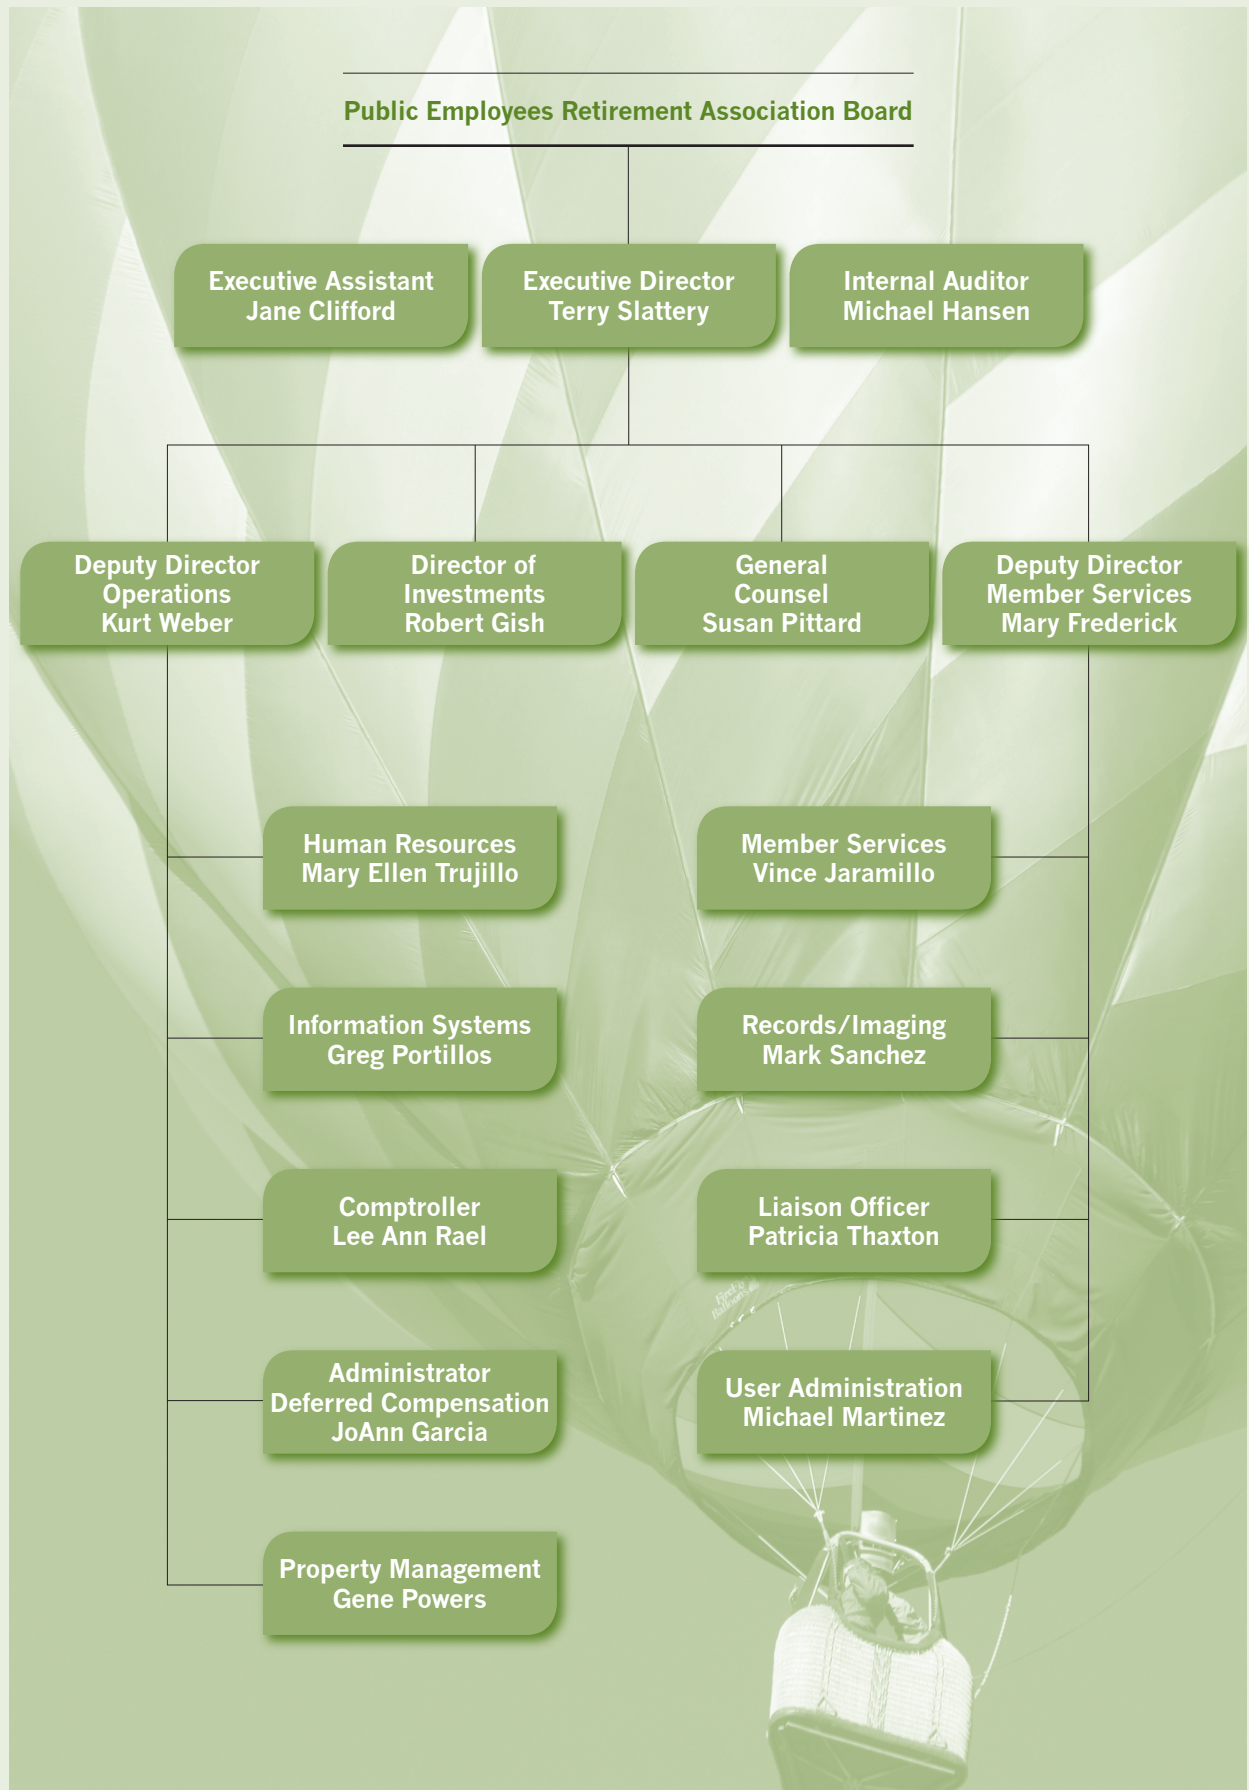 Public Employees Retirement Association Board
Executive Assistant
Jane Clifford
Executive Director
Terry Slattery
Internal Auditor
Michael Hansen
Deputy Director
Operations
Kurt Weber
Director of
Investments
Robert Gish
General
Counsel
Susan Pittard
Deputy Director
Member Services
Mary Frederick
Human Resources
Mary Ellen Trujillo
Member Services
Vince Jaramillo
Information Systems
Greg Portillos
Records/Imaging
Mark Sanchez
Comptroller
Lee Ann Rael
Liaison Officer
Patricia Thaxton
Administrator
Deferred Compensation
JoAnn Garcia
User Administration
Michael Martinez
Property Management
Gene Powers